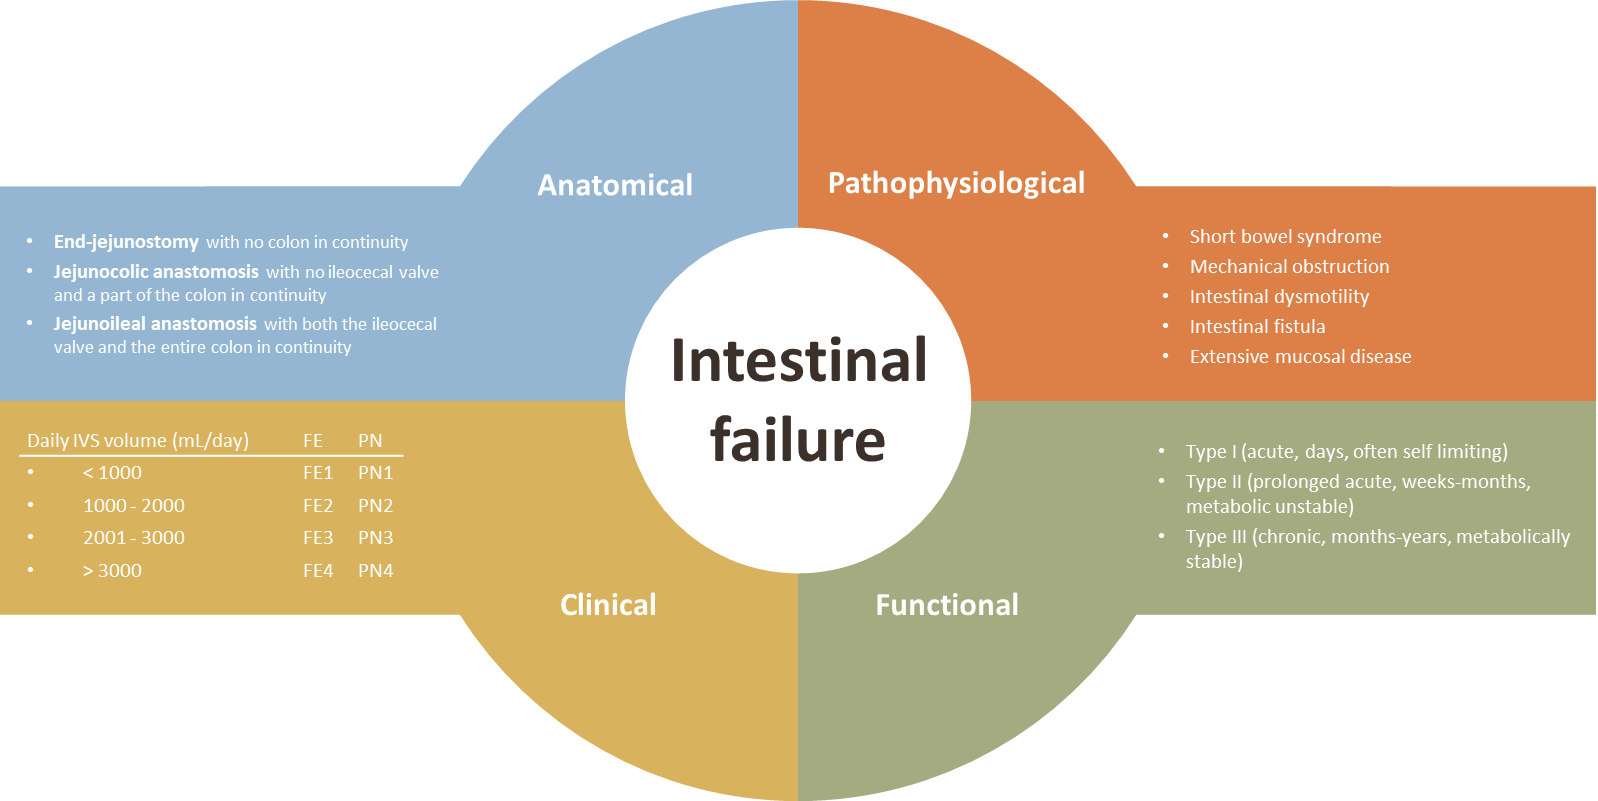 Anatomical
• End-jejunostomy with no colon in continuity
• Jejunocolic anastomosis with no ileocecal valve
and a part of the colon in continuity
• Jejunoileal anastomosis with both the ileocecal
valve and the entire colon in continuity
Pathophysiological
• Short bowel syndrome
• Mechanical obstruction
• Intestinal dysmotility
• Intestinal fistula
• Extensive mucosal disease
Intestinal
failure
Daily IVS volume (mL/day) FE PN
• < 1000 FE1 PN1
• 1000 - 2000 FE2 PN2
• 2001 - 3000 FE3 PN3
• > 3000 FE4 PN4
Clinical
• Type I (acute, days, often self limiting)
• Type II (prolonged acute, weeks-months,
metabolic unstable)
• Type III (chronic, months-years, metabolically
stable)
Functional